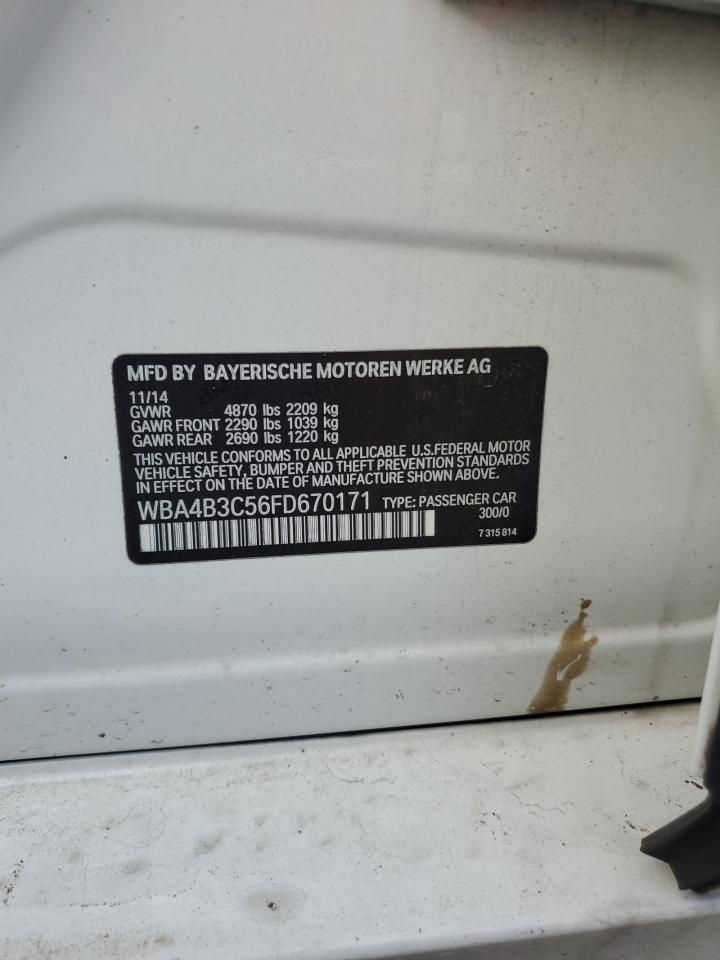 MFD BY BAYERISCHE MOTOREN WERKE AG
11/14
GVWR 4870 lbs 2209 kg
GAWR FRONT 2290 lbs 1039 kg
GAWR REAR 2690 lbs 1220 kg
THIS VEHICLE CONFORMS TO ALL APPLICABLE U.S.FEDERAL MOTOR
VEHICLE SAFETY, BUMPER AND THEFT PREVENTION STANDARDS
IN EFFECT ON THE DATE OF MANUFACTURE SHOWN ABOVE.
WBA4B3C56FD670171 TYPE: PASSENGER CAR
300/0
7 315 814